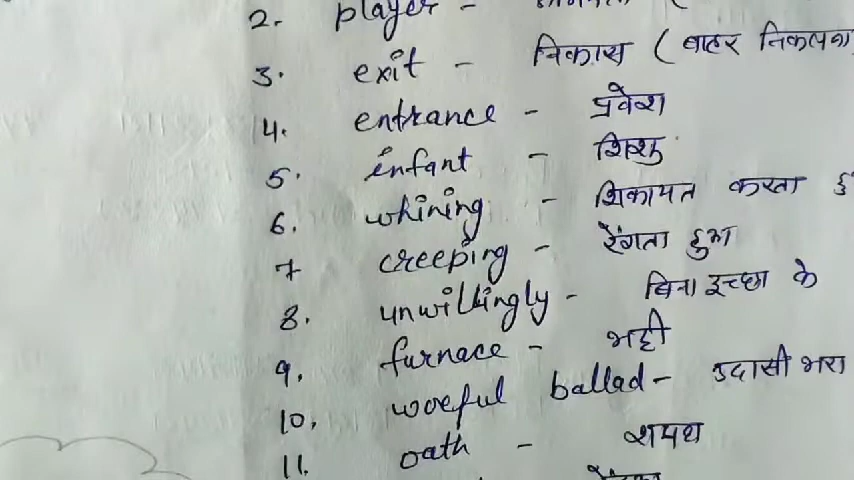 2. player -
3. exit - निकास ( बाहर निकलना
4. entrance - प्रवेश
5. infant - शिशु
6. whining - शिकायत करता
7 creeping - रेंगता हुआ
8. unwillingly - बिना इच्छा के
9. furnace - भट्टी
10. woeful ballad - उदासी भरा
11. oath - शपथ